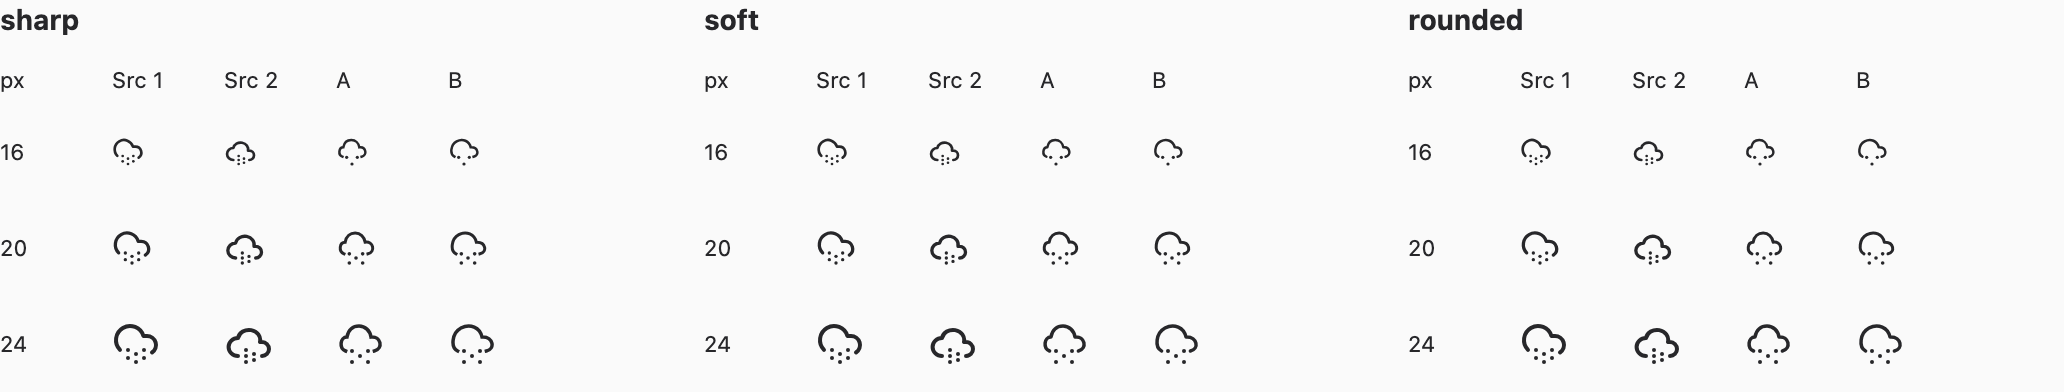 sharp soft rounded
px Src 1 Src 2 A B px Src 1 Src 2 A B px Src 1 Src 2 A B
16 16 16
20 20 20
24 24 24